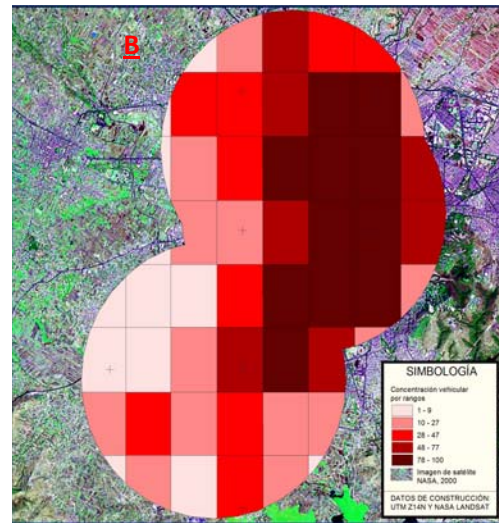 B
SIMBOLOGÍA
Concentración vehicular
por rangos
1 - 9
10 - 27
28 - 47
48 - 77
78 - 100
Imagen de satélite
NASA, 2000
DATOS DE CONSTRUCCIÓN
UTM Z14N Y NASA LANDSAT